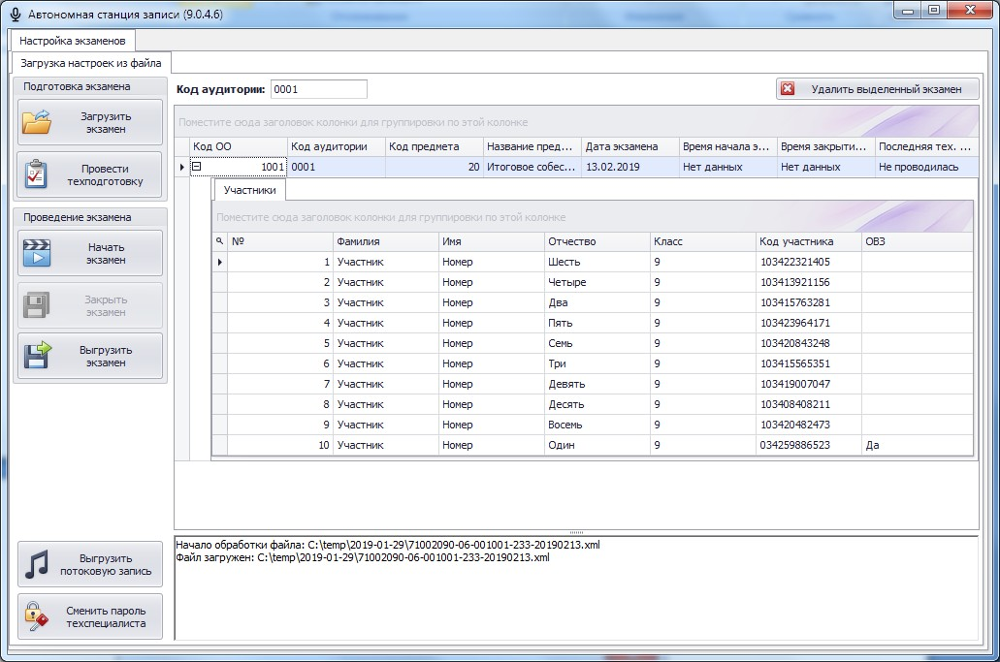 Автономная станция записи (9.0.4.6)
Настройка экзаменов
Загрузка настроек из файла
Подготовка экзамена
Загрузить
экзамен
Провести
техподготовку
Проведение экзамена
Начать
экзамен
Закрыть
экзамен
Выгрузить
экзамен
Выгрузить
потоковую запись
Сменить пароль
техспециалиста
Код аудитории: 0001 Удалить выделенный экзамен
Поместите сюда заголовок колонки для группировки по этой колонке
Код ОО Код аудитории Код предмета Название пред... Дата экзамена Время начала э... Время закрыти... Последняя тех. ...
1001 0001 20 Итоговое собес... 13.02.2019 Нет данных Нет данных Не проводилась
Участники
Поместите сюда заголовок колонки для группировки по этой колонке
№ Фамилия Имя Отчество Класс Код участника ОВЗ
1 Участник Номер Шесть 9 103422321405
2 Участник Номер Четыре 9 103413921156
3 Участник Номер Два 9 103415763281
4 Участник Номер Пять 9 103423964171
5 Участник Номер Семь 9 103420843248
6 Участник Номер Три 9 103415565351
7 Участник Номер Девять 9 103419007047
8 Участник Номер Десять 9 103408408211
9 Участник Номер Восемь 9 103420482473
10 Участник Номер Один 9 034259886523 Да
Начало обработки файла: C:\temp\2019-01-29\71002090-06-001001-233-20190213.xml
Файл загружен: C:\temp\2019-01-29\71002090-06-001001-233-20190213.xml